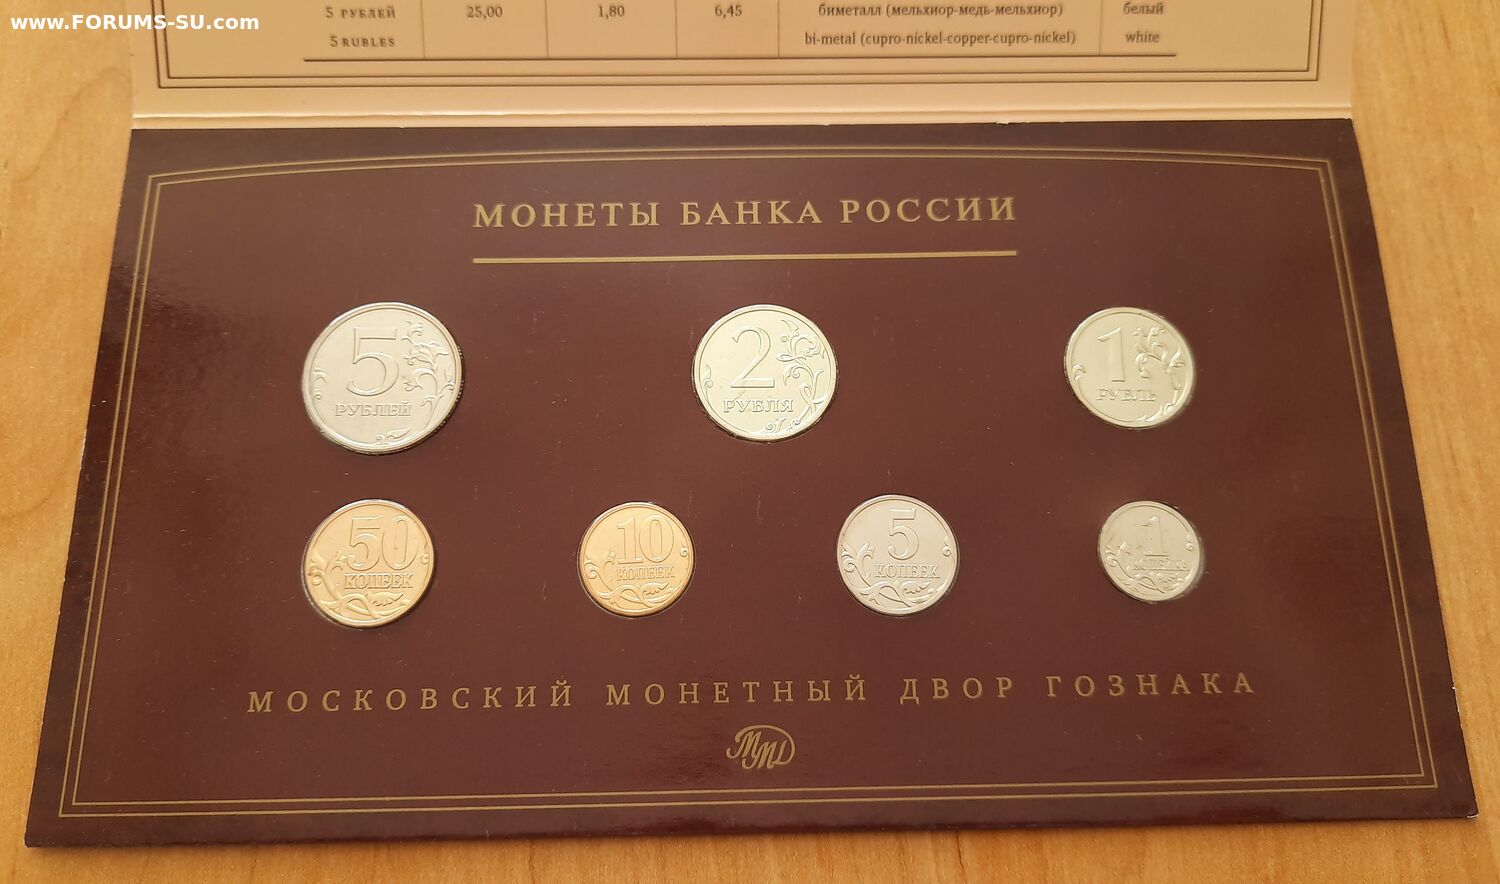 www.FORUMS-SU.com
5 РУБЛЕЙ 25,00 1,80 6,45 биметалл (мельхиор-медь-мельхиор) белый
5 RUBLES bi-metal (cupro-nickel-copper-cupro-nickel) white
МОНЕТЫ БАНКА РОССИИ
5 РУБЛЕЙ
2 РУБЛЯ
1 РУБЛЬ
50 КОПЕЕК
10 КОПЕЕК
5 КОПЕЕК
1 КОПЕЙКА
МОСКОВСКИЙ МОНЕТНЫЙ ДВОР ГОЗНАКА
ММД